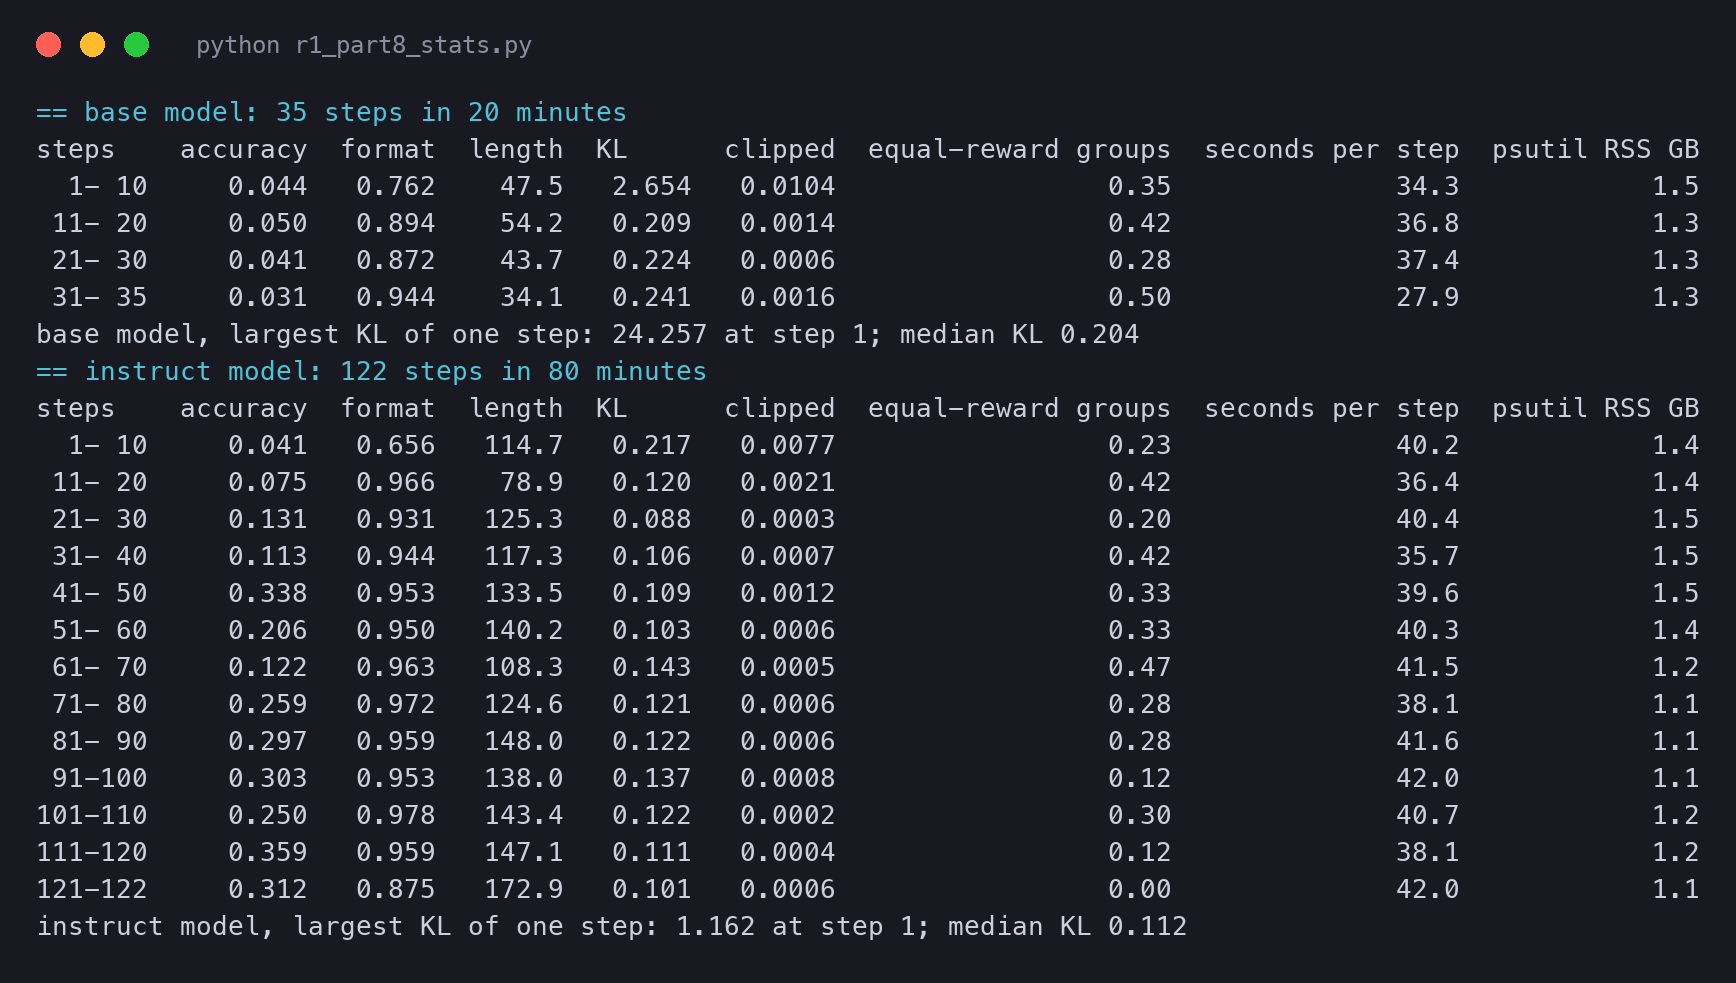 python r1_part8_stats.py
== base model: 35 steps in 20 minutes
steps    accuracy  format  length  KL      clipped  equal-reward groups  seconds per step  psutil RSS GB
  1- 10     0.044   0.762    47.5   2.654   0.0104                 0.35              34.3            1.5
 11- 20     0.050   0.894    54.2   0.209   0.0014                 0.42              36.8            1.3
 21- 30     0.041   0.872    43.7   0.224   0.0006                 0.28              37.4            1.3
 31- 35     0.031   0.944    34.1   0.241   0.0016                 0.50              27.9            1.3
base model, largest KL of one step: 24.257 at step 1; median KL 0.204
== instruct model: 122 steps in 80 minutes
steps    accuracy  format  length  KL      clipped  equal-reward groups  seconds per step  psutil RSS GB
  1- 10     0.041   0.656   114.7   0.217   0.0077                 0.23              40.2            1.4
 11- 20     0.075   0.966    78.9   0.120   0.0021                 0.42              36.4            1.4
 21- 30     0.131   0.931   125.3   0.088   0.0003                 0.20              40.4            1.5
 31- 40     0.113   0.944   117.3   0.106   0.0007                 0.42              35.7            1.5
 41- 50     0.338   0.953   133.5   0.109   0.0012                 0.33              39.6            1.5
 51- 60     0.206   0.950   140.2   0.103   0.0006                 0.33              40.3            1.4
 61- 70     0.122   0.963   108.3   0.143   0.0005                 0.47              41.5            1.2
 71- 80     0.259   0.972   124.6   0.121   0.0006                 0.28              38.1            1.1
 81- 90     0.297   0.959   148.0   0.122   0.0006                 0.28              41.6            1.1
 91-100     0.303   0.953   138.0   0.137   0.0008                 0.12              42.0            1.1
101-110     0.250   0.978   143.4   0.122   0.0002                 0.30              40.7            1.2
111-120     0.359   0.959   147.1   0.111   0.0004                 0.12              38.1            1.2
121-122     0.312   0.875   172.9   0.101   0.0006                 0.00              42.0            1.1
instruct model, largest KL of one step: 1.162 at step 1; median KL 0.112